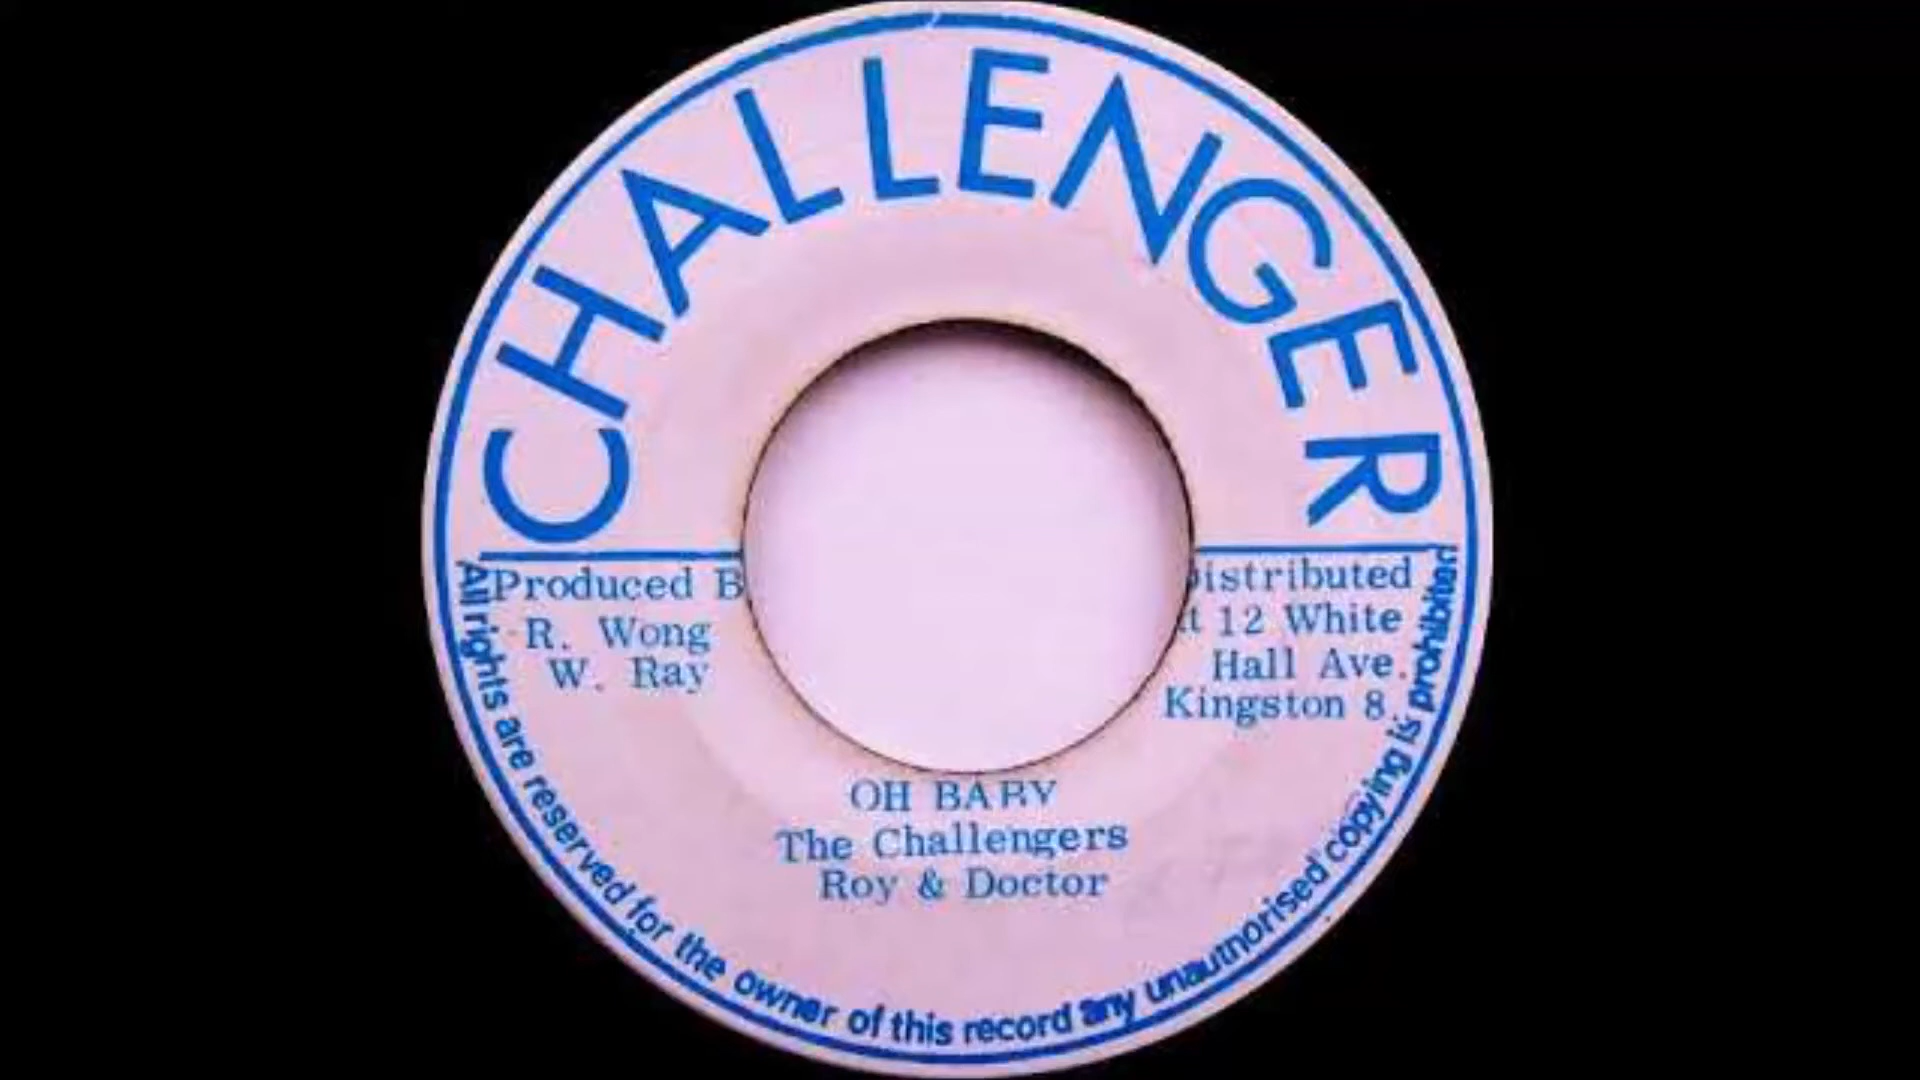 CHALLENGER
Produced B
R. Wong
W. Ray
istributed
t 12 White
Hall Ave.
Kingston 8.
OH BABY
The Challengers
Roy & Doctor
All rights are reserved for the owner of this record any unauthorised copying is prohibited